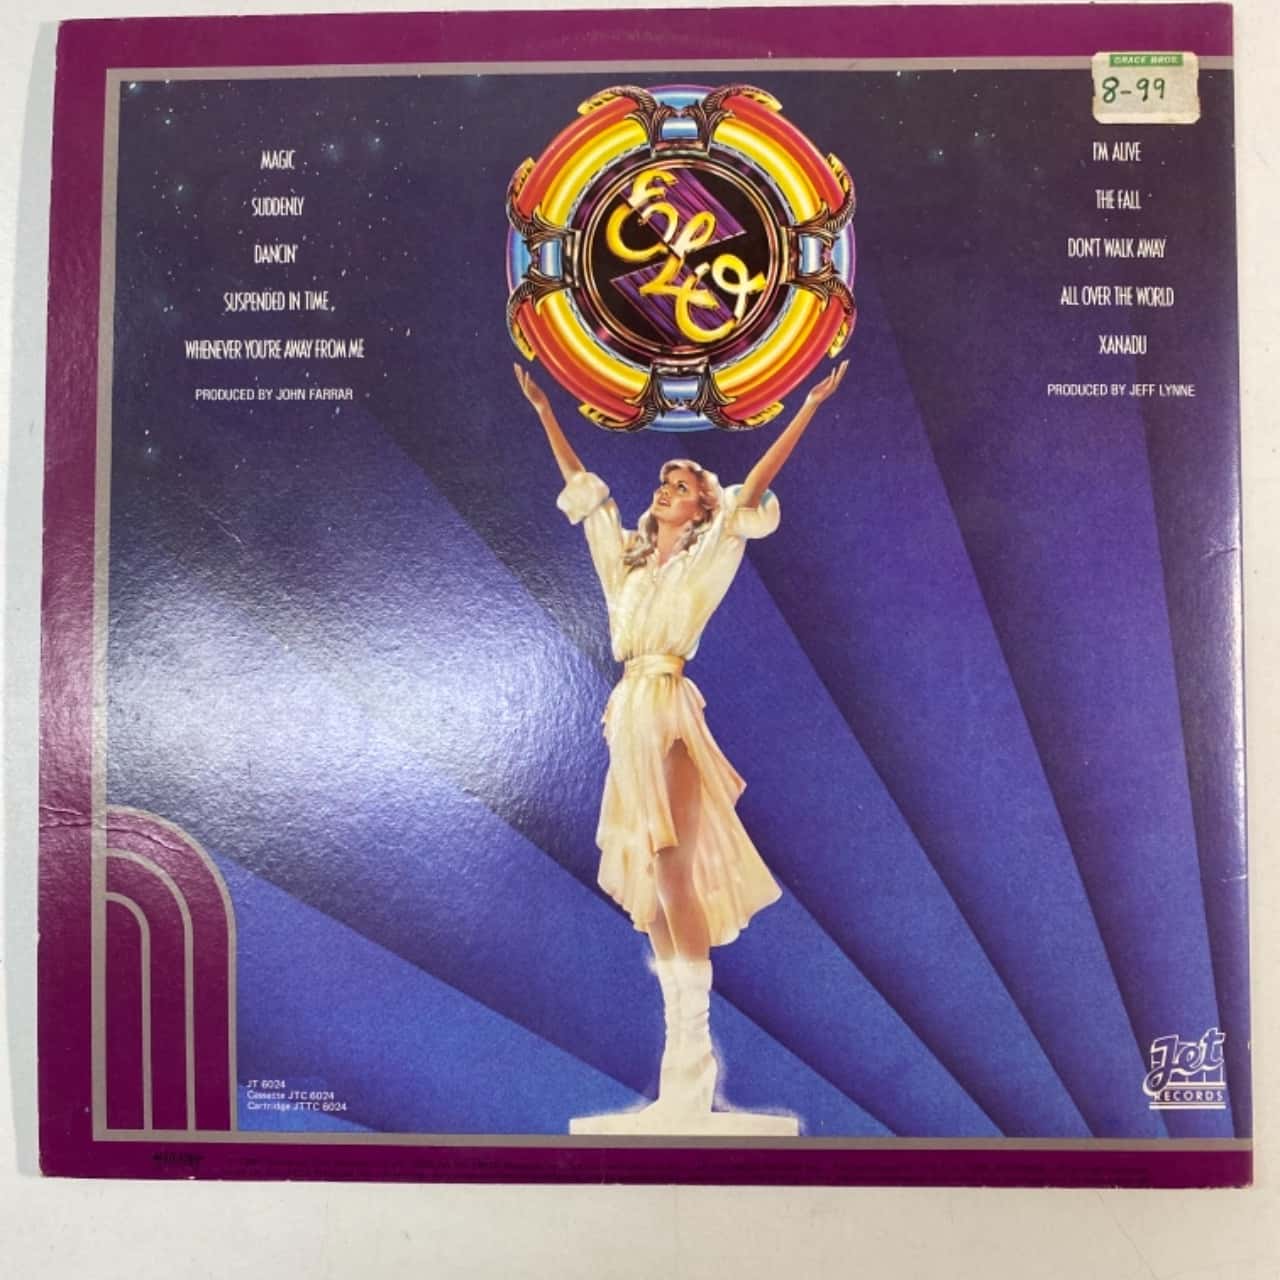 GRACE BROS.
8-99
MAGIC
SUDDENLY
DANCIN'
SUSPENDED IN TIME
WHENEVER YOU'RE AWAY FROM ME
PRODUCED BY JOHN FARRAR
ELO
I'M ALIVE
THE FALL
DON'T WALK AWAY
ALL OVER THE WORLD
XANADU
PRODUCED BY JEFF LYNNE
JT 6024
Cassette JTC 6024
Cartridge JTTC 6024
Jet
RECORDS